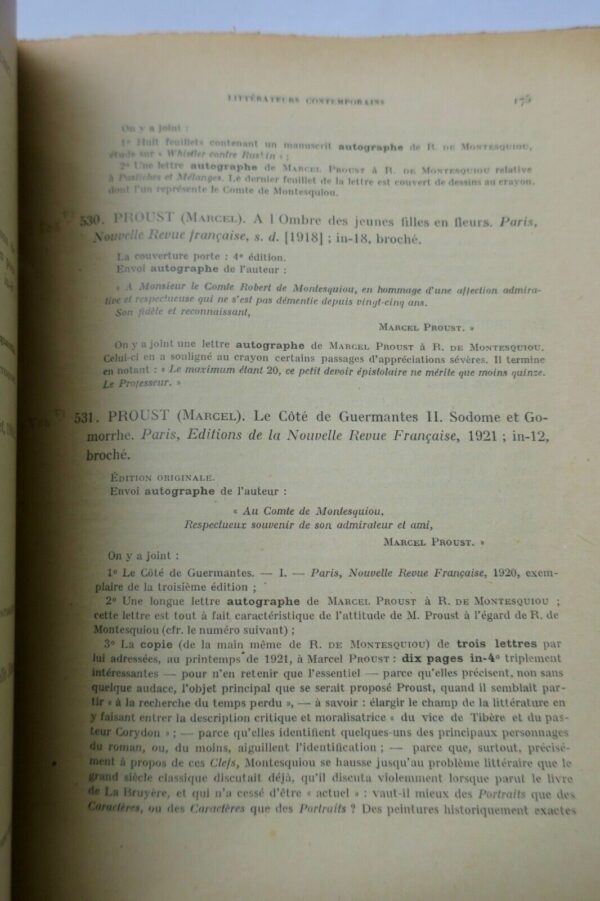 LITTÉRATEURS CONTEMPORAINS 175
On y a joint :
1º Huit feuillets contenant un manuscrit autographe de R. DE MONTESQUIOU,
étude sur « Whistler contre Ruskin » ;
2º Une lettre autographe de MARCEL PROUST à R. DE MONTESQUIOU relative
à Pastiches et Mélanges. Le dernier feuillet de la lettre est couvert de dessins au crayon,
dont l'un représente le Comte de Montesquiou.
530. PROUST (MARCEL). A l Ombre des jeunes filles en fleurs. Paris,
Nouvelle Revue française, s. d. [1918] ; in-18, broché.
La couverture porte : 4e édition.
Envoi autographe de l'auteur :
« A Monsieur le Comte Robert de Montesquiou, en hommage d'une affection admira-
tive et respectueuse qui ne s'est pas démentie depuis vingt-cinq ans.
Son fidèle et reconnaissant,
MARCEL PROUST. »
On y a joint une lettre autographe de MARCEL PROUST à R. DE MONTESQUIOU.
Celui-ci en a souligné au crayon certains passages d'appréciations sévères. Il termine
en notant : « Le maximum étant 20, ce petit devoir épistolaire ne mérite que moins quinze.
Le Professeur. »
531. PROUST (MARCEL). Le Côté de Guermantes II. Sodome et Go-
morrhe. Paris, Editions de la Nouvelle Revue Française, 1921 ; in-12,
broché.
ÉDITION ORIGINALE.
Envoi autographe de l'auteur :
« Au Comte de Montesquiou,
Respectueux souvenir de son admirateur et ami,
MARCEL PROUST. »
On y a joint :
1º Le Côté de Guermantes. — I. — Paris, Nouvelle Revue Française, 1920, exem-
plaire de la troisième édition ;
2º Une longue lettre autographe de MARCEL PROUST à R. DE MONTESQUIOU ;
cette lettre est tout à fait caractéristique de l'attitude de M. Proust à l'égard de R. de
Montesquiou (cfr. le numéro suivant) ;
3º La copie (de la main même de R. DE MONTESQUIOU) de trois lettres par
lui adressées, au printemps de 1921, à Marcel PROUST : dix pages in-4º triplement
intéressantes — pour n'en retenir que l'essentiel — parce qu'elles précisent, non sans
quelque audace, l'objet principal que se serait proposé Proust, quand il semblait par-
tir « à la recherche du temps perdu », — à savoir : élargir le champ de la littérature en
y faisant entrer la description critique et moralisatrice « du vice de Tibère et du pas-
teur Corydon » ; — parce qu'elles identifient quelques-uns des principaux personnages
du roman, ou, du moins, aiguillent l'identification ; — parce que, surtout, précisé-
ment à propos de ces Clefs, Montesquiou se hausse jusqu'au problème littéraire que le
grand siècle classique discutait déjà, qu'il discuta violemment lorsque parut le livre
de La Bruyère, et qui n'a cessé d'être « actuel » : vaut-il mieux des Portraits que des
Caractères, ou des Caractères que des Portraits ? Des peintures historiquement exactes